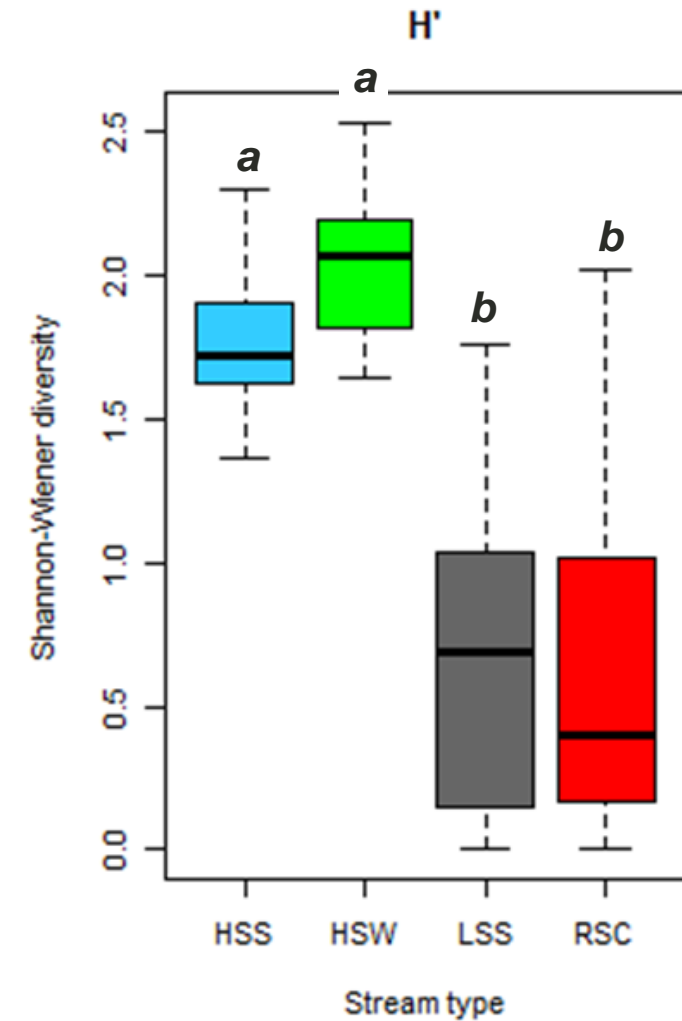 H'
a
a
b
b
Shannon-Wiener diversity
2.5
2.0
1.5
1.0
0.5
0.0
HSS HSW LSS RSC
Stream type